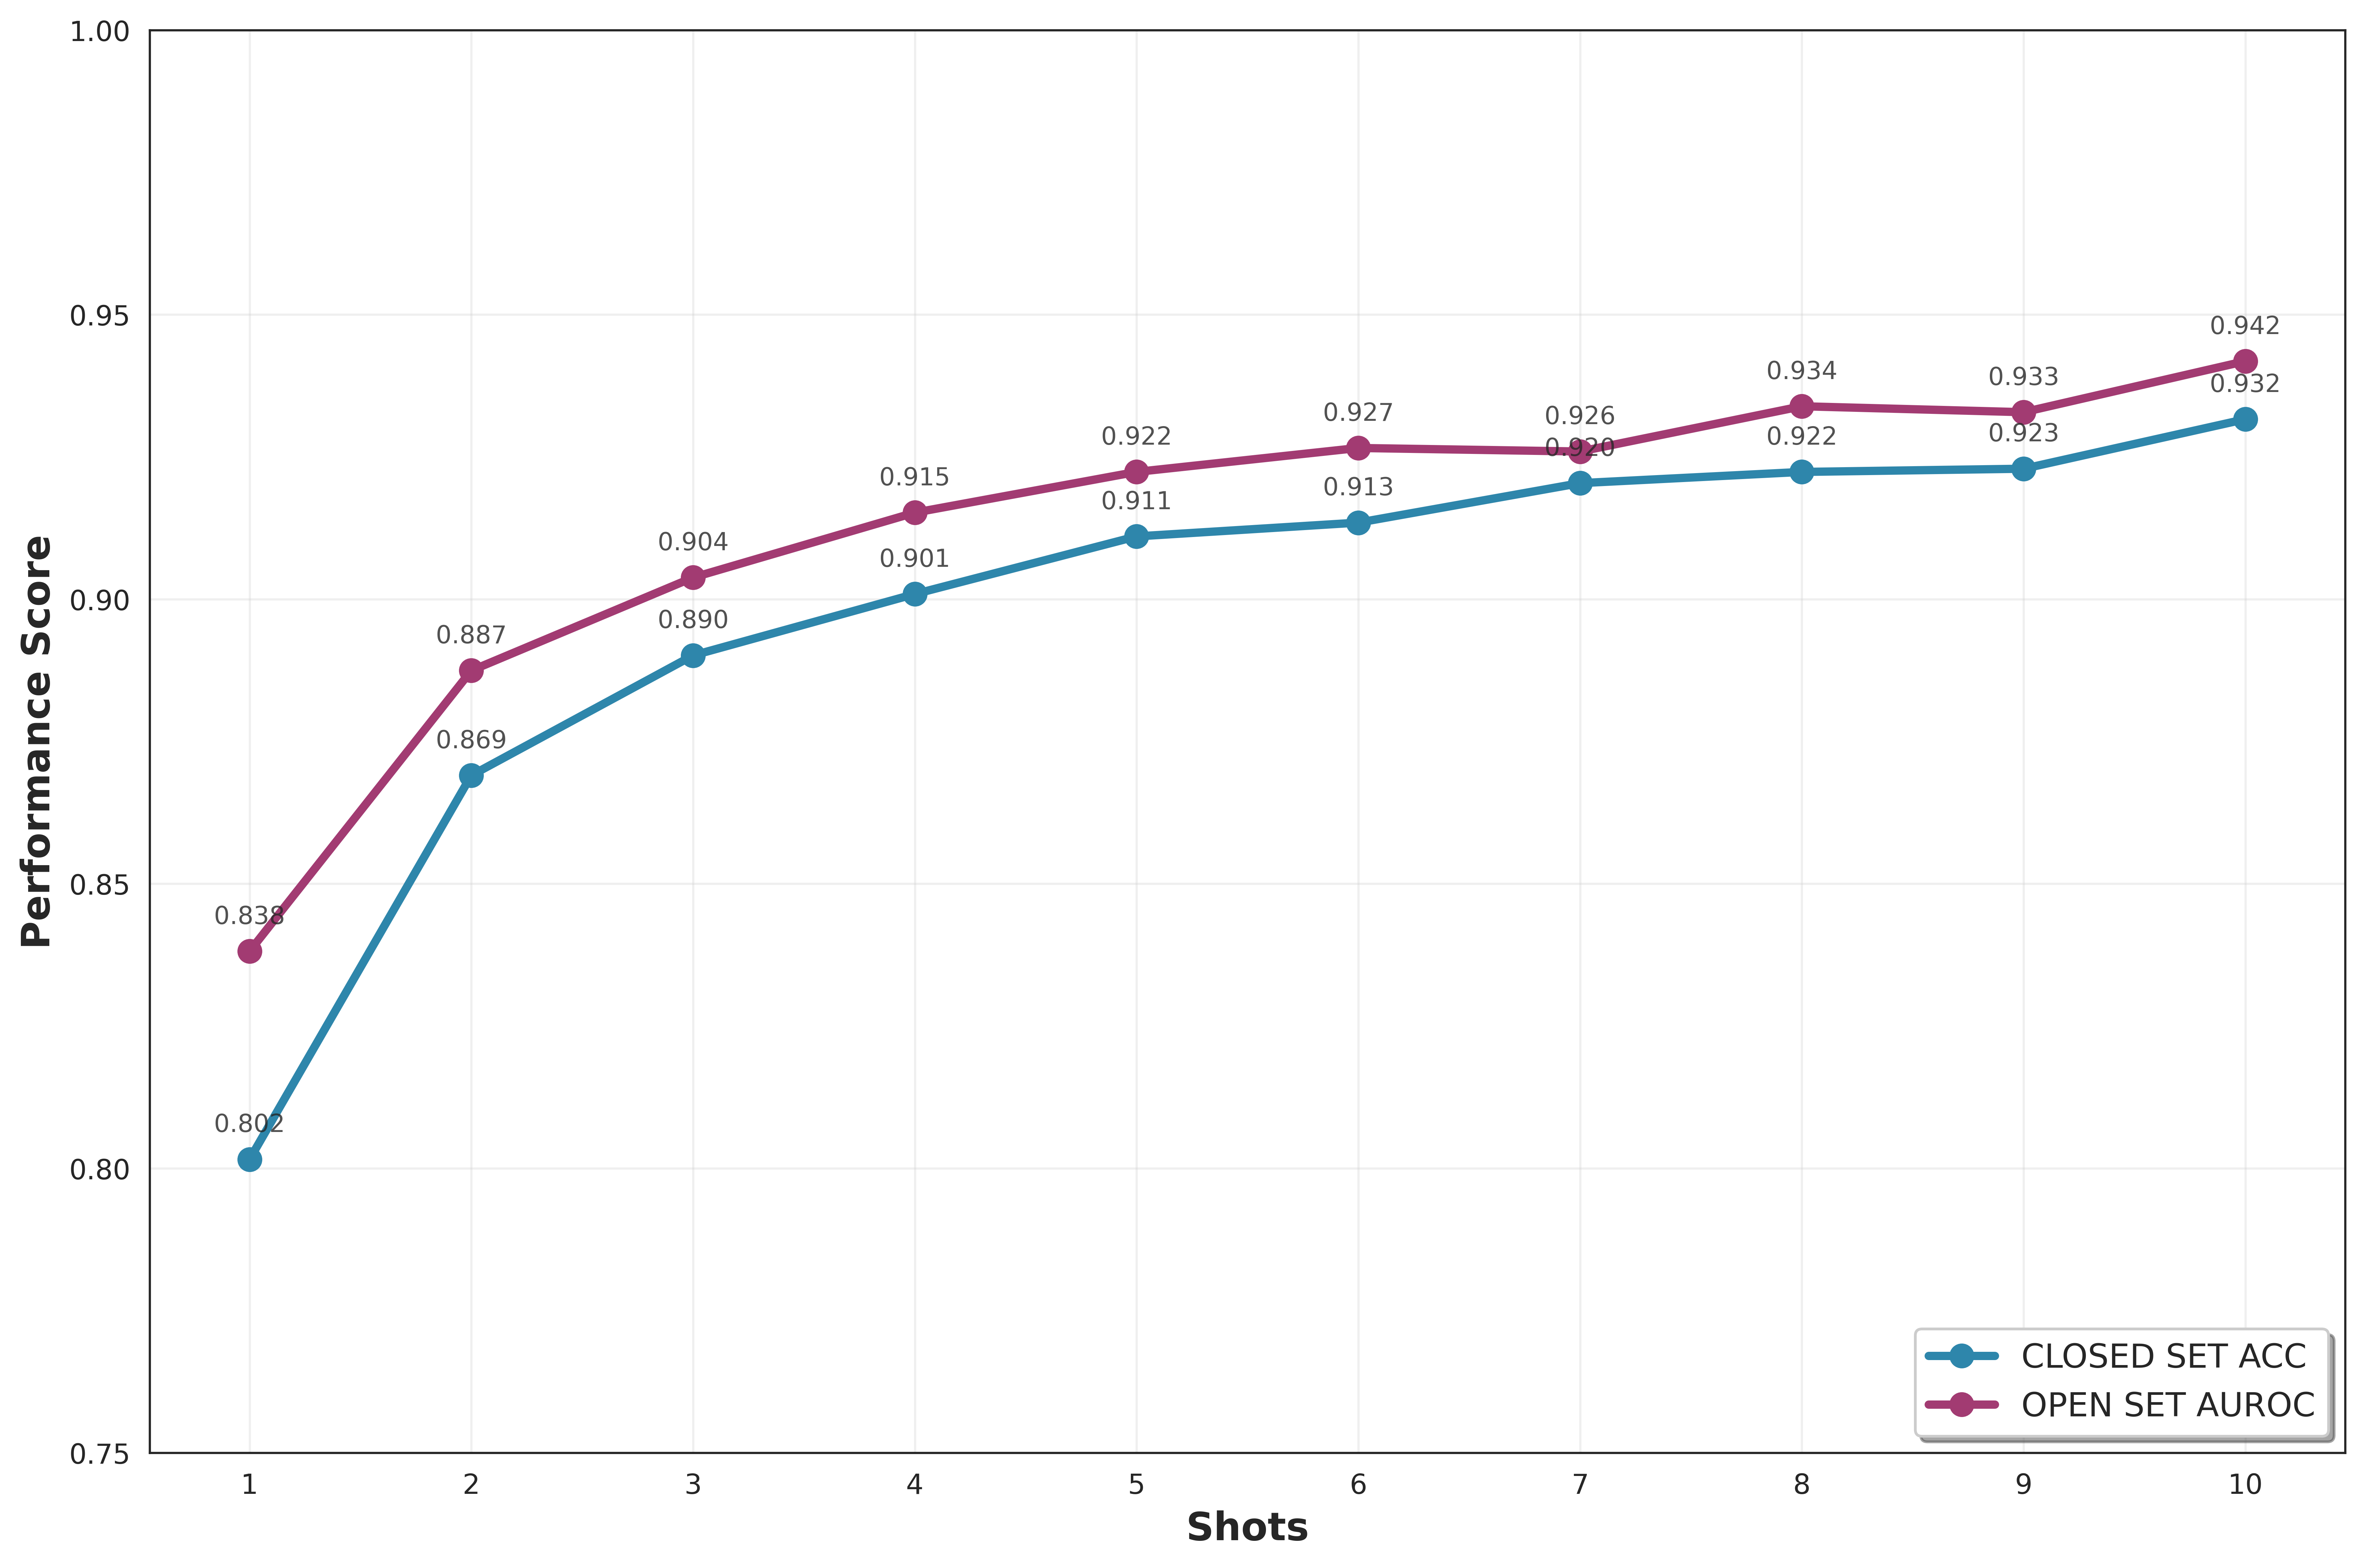 1.00
0.95
0.90
0.85
0.80
0.75
Performance Score
0.838 0.887 0.904 0.915 0.922 0.927 0.926 0.934 0.933 0.942
0.802 0.869 0.890 0.901 0.911 0.913 0.920 0.922 0.923 0.932
CLOSED SET ACC
OPEN SET AUROC
1 2 3 4 5 6 7 8 9 10
Shots